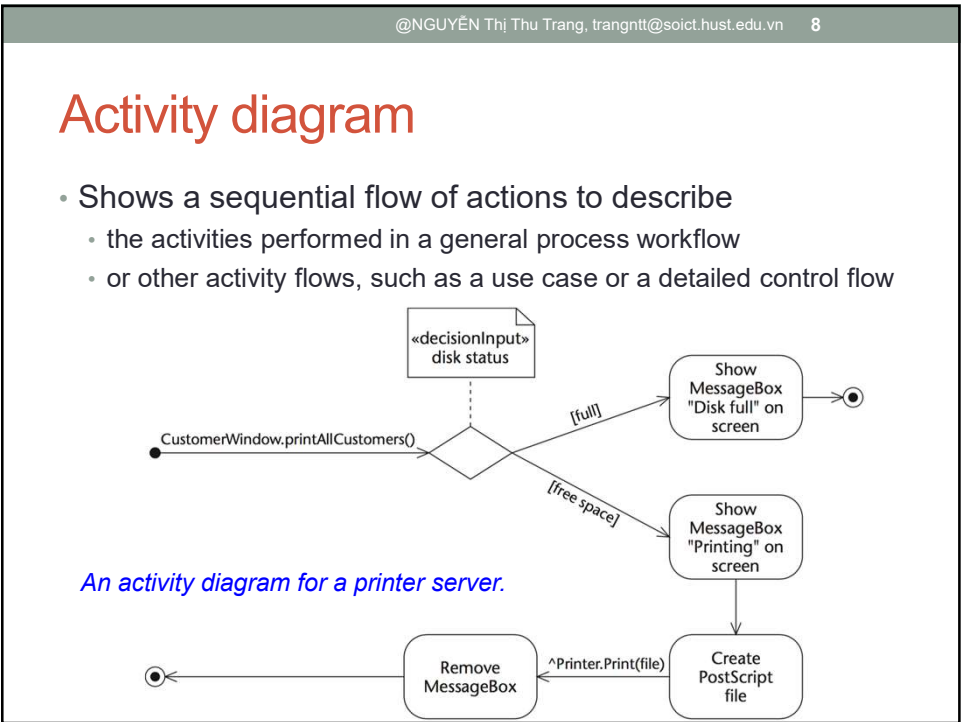 @NGUYỄN Thị Thu Trang, trangntt@soict.hust.edu.vn 8
Activity diagram
• Shows a sequential flow of actions to describe
• the activities performed in a general process workflow
• or other activity flows, such as a use case or a detailed control flow
«decisionInput»
disk status
Show
MessageBox
"Disk full" on
screen
[full]
CustomerWindow.printAllCustomers()
[free space]
Show
MessageBox
"Printing" on
screen
An activity diagram for a printer server.
Remove
MessageBox
^Printer.Print(file)
Create
PostScript
file